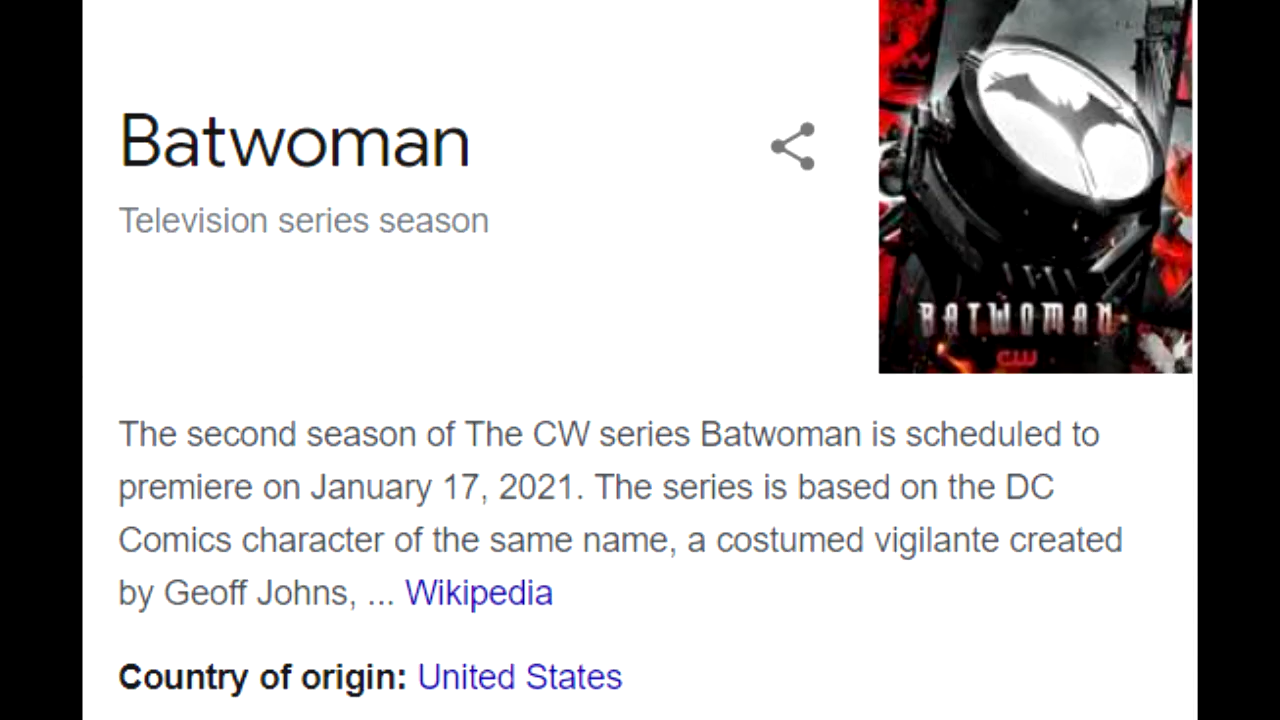 Batwoman
Television series season
BATWOMAN
CW
The second season of The CW series Batwoman is scheduled to
premiere on January 17, 2021. The series is based on the DC
Comics character of the same name, a costumed vigilante created
by Geoff Johns, ... Wikipedia
Country of origin: United States